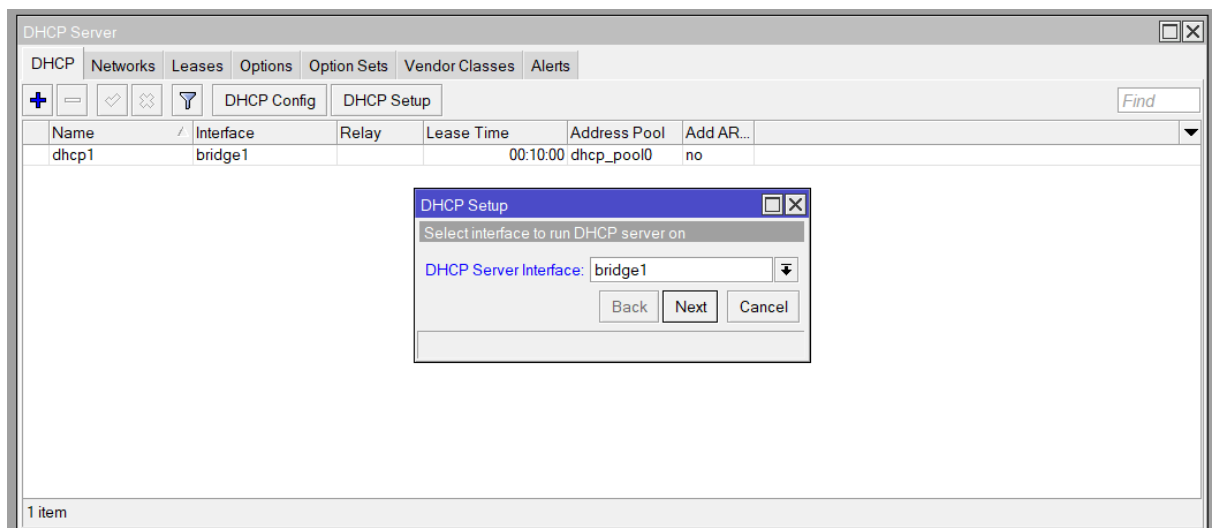 DHCP Server
DHCP Networks Leases Options Option Sets Vendor Classes Alerts
DHCP Config DHCP Setup Find
Name Interface Relay Lease Time Address Pool Add AR...
dhcp1 bridge1 00:10:00 dhcp_pool0 no
DHCP Setup
Select interface to run DHCP server on
DHCP Server Interface: bridge1
Back Next Cancel
1 item